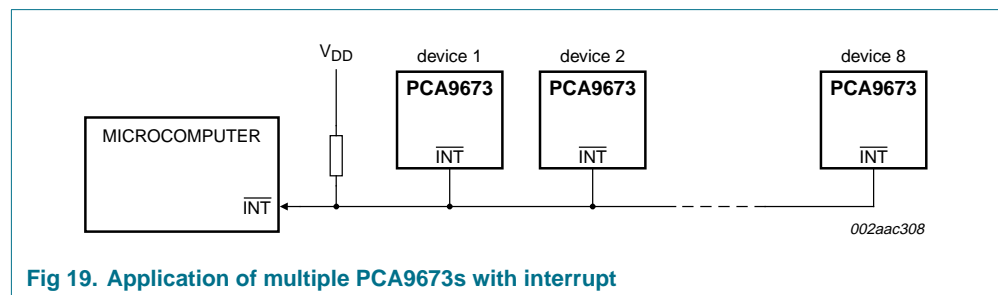 V_DD
device 1
device 2
device 8
PCA9673
PCA9673
PCA9673
MICROCOMPUTER
INT
INT
INT
INT
002aac308
Fig 19. Application of multiple PCA9673s with interrupt